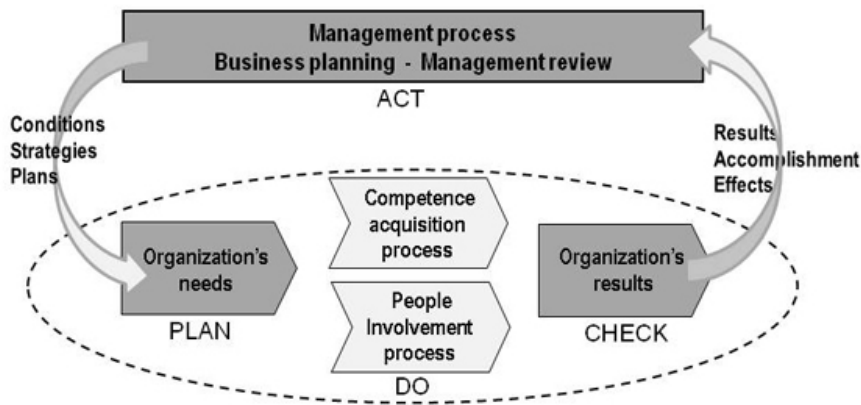 Management process
Business planning - Management review
ACT
Conditions
Strategies
Plans
Results
Accomplishment
Effects
Competence
acquisition
process
Organization's
needs
PLAN
People
Involvement
process
DO
Organization's
results
CHECK